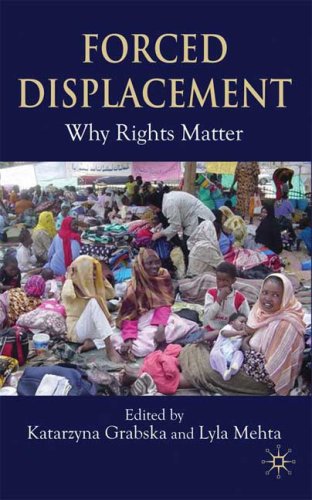 FORCED
DISPLACEMENT
Why Rights Matter
Edited by
Katarzyna Grabska and Lyla Mehta